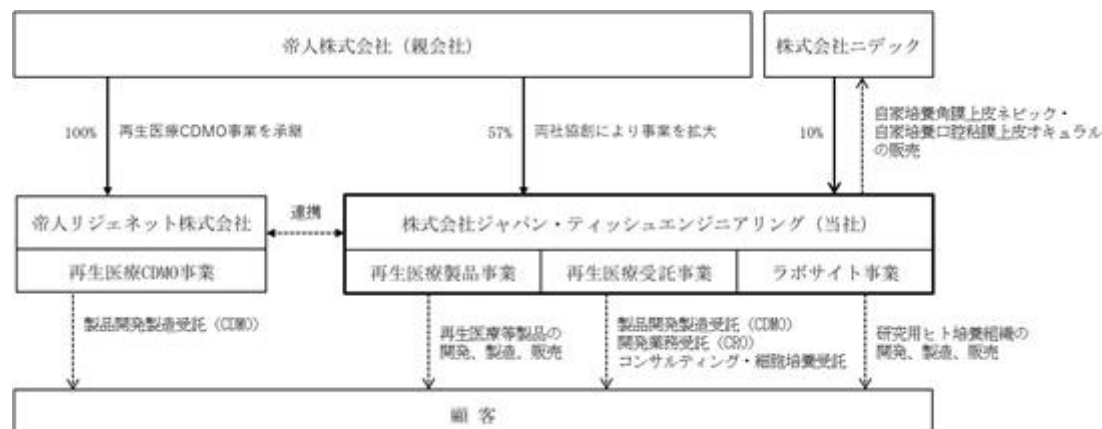 帝人株式会社（親会社）
株式会社ニデック
100%
再生医療CDMO事業を承継
57%
両社協創により事業を拡大
10%
自家培養角膜上皮ネピック・
自家培養口腔粘膜上皮オキュラル
の販売
帝人リジェネット株式会社
連携
株式会社ジャパン・ティッシュエンジニアリング（当社）
再生医療CDMO事業
再生医療製品事業
再生医療受託事業
ラボサイト事業
製品開発製造受託（CDMO）
再生医療等製品の
開発、製造、販売
製品開発製造受託（CDMO）
開発業務受託（CRO）
コンサルティング・細胞培養受託
研究用ヒト培養組織の
開発、製造、販売
顧 客